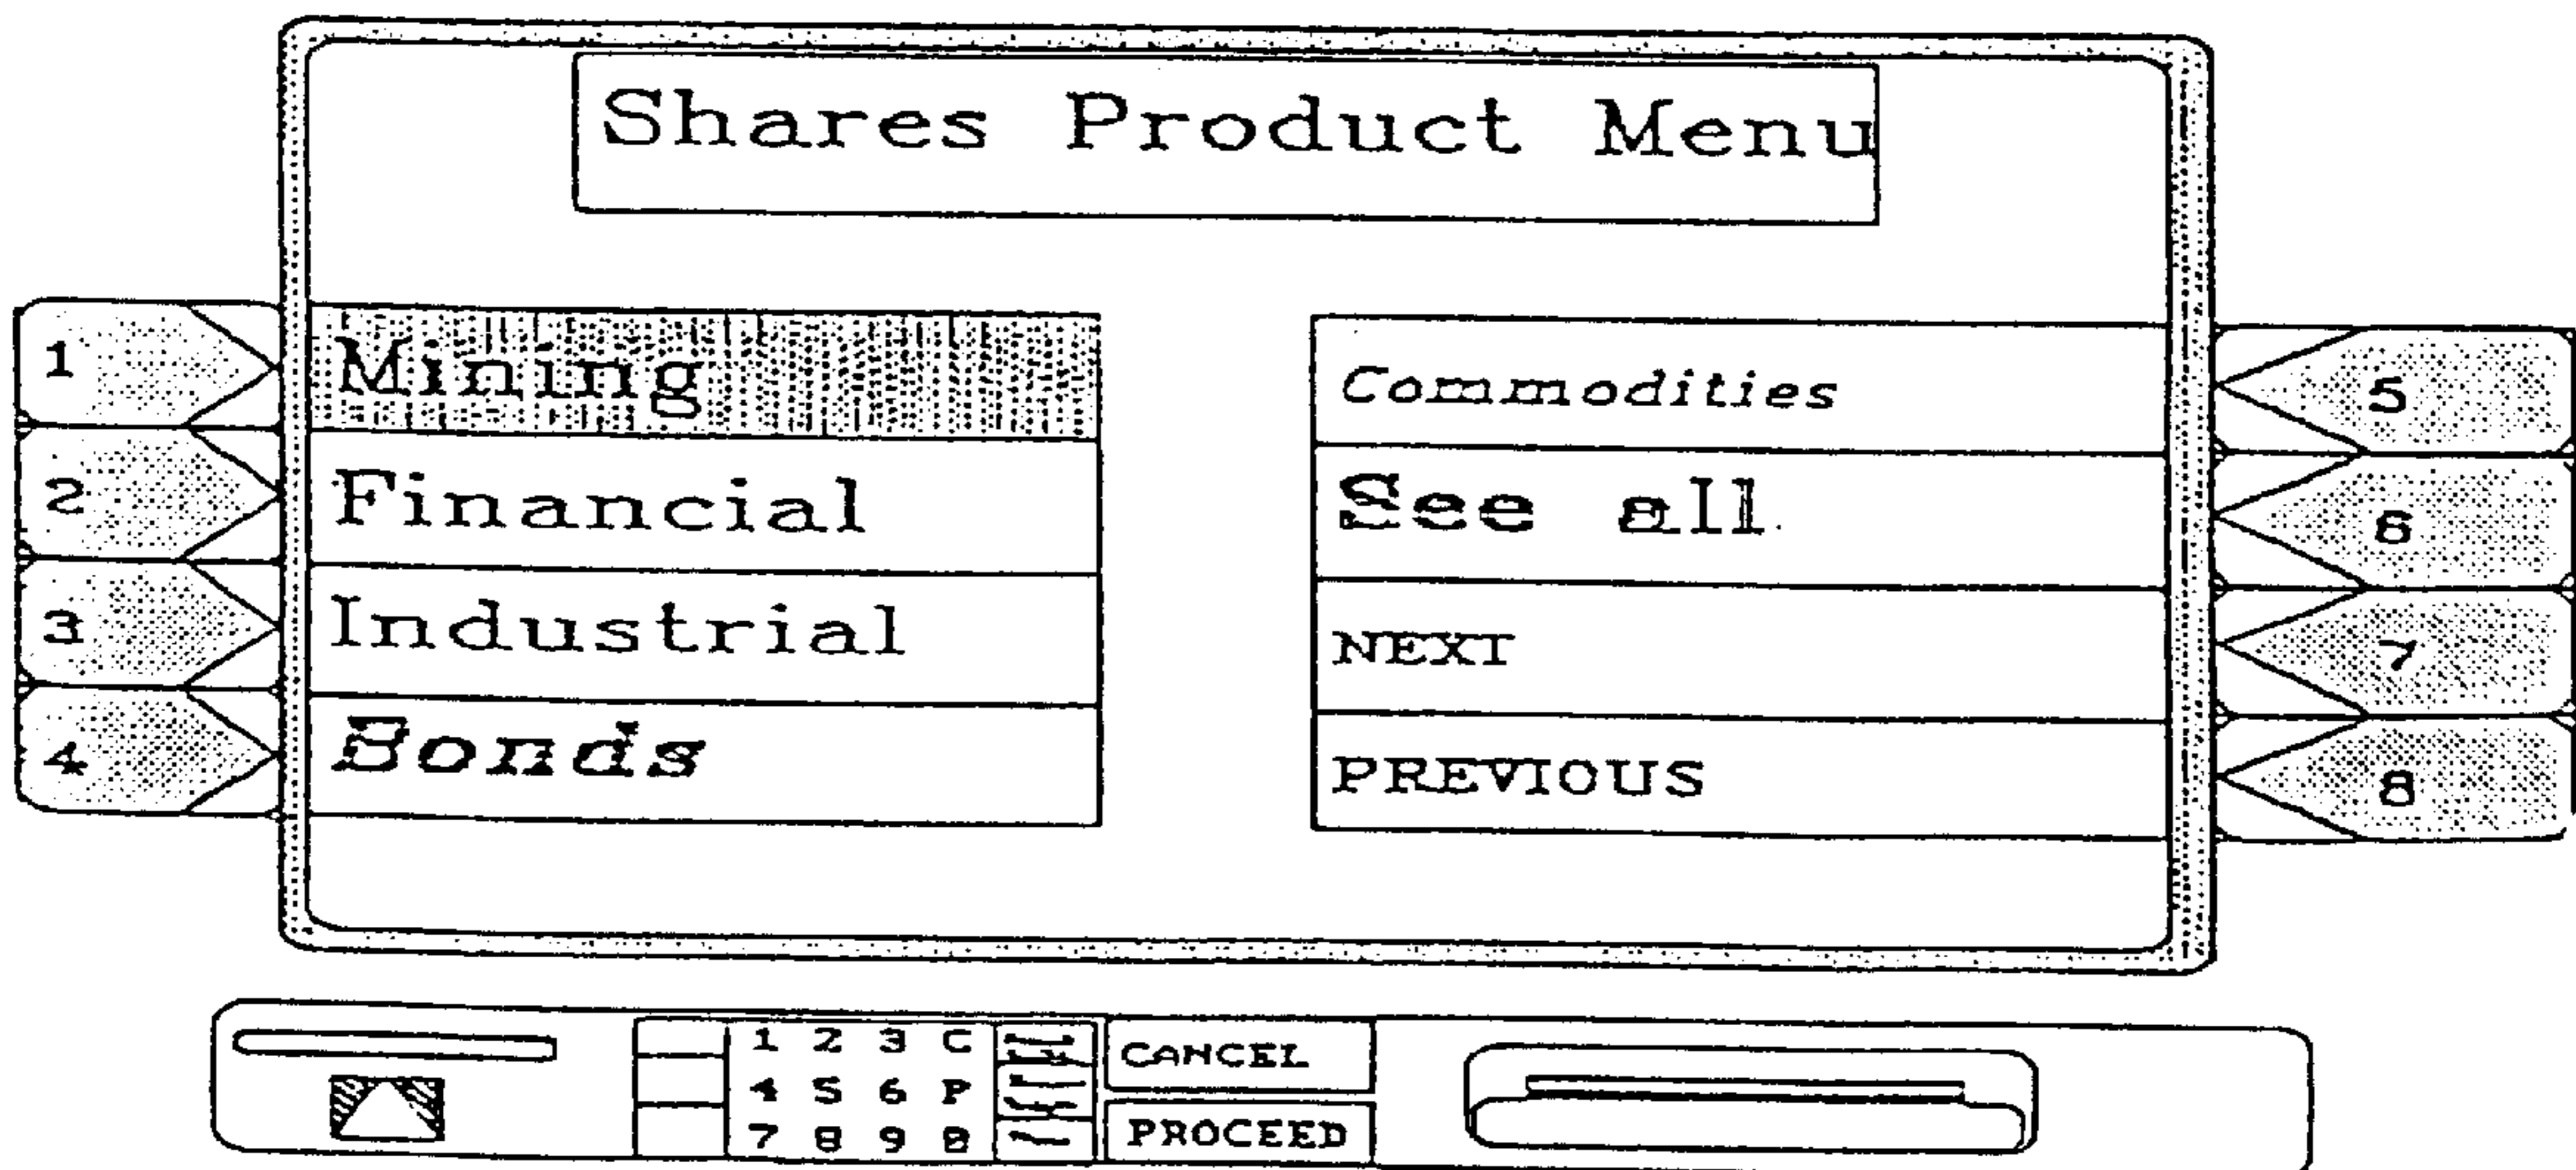 Shares Product Menu
1 Mining
2 Financial
3 Industrial
4 Bonds
Commodities 5
See all 6
NEXT 7
PREVIOUS 8
1 2 3 C
4 5 6 P
7 8 9 0
CANCEL
PROCEED